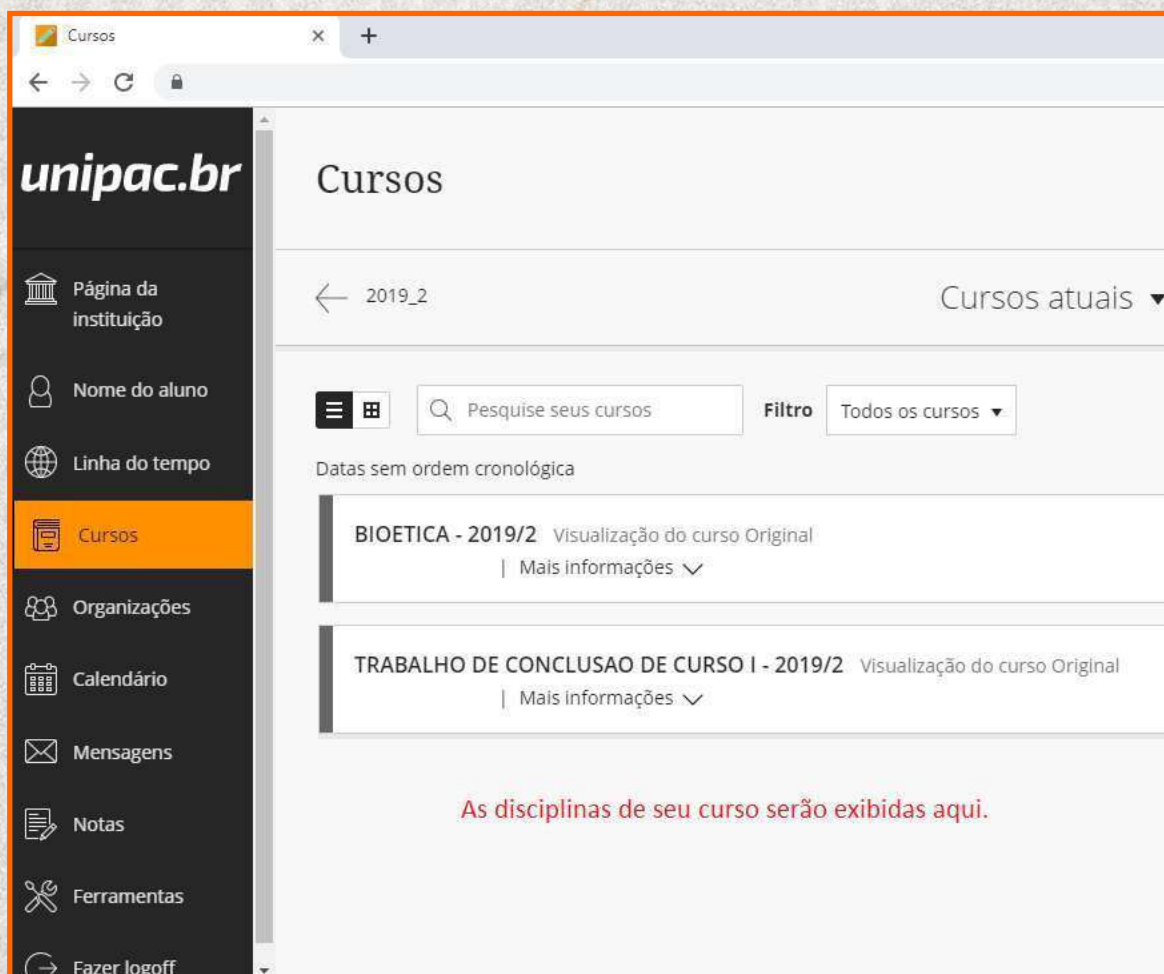 Cursos
unipac.br
Página da
instituição
Nome do aluno
Linha do tempo
Cursos
Organizações
Calendário
Mensagens
Notas
Ferramentas
Fazer logoff
Cursos
2019_2
Cursos atuais
Pesquise seus cursos
Filtro Todos os cursos
Datas sem ordem cronológica
BIOETICA - 2019/2 Visualização do curso Original
| Mais informações
TRABALHO DE CONCLUSAO DE CURSO I - 2019/2 Visualização do curso Original
| Mais informações
As disciplinas de seu curso serão exibidas aqui.